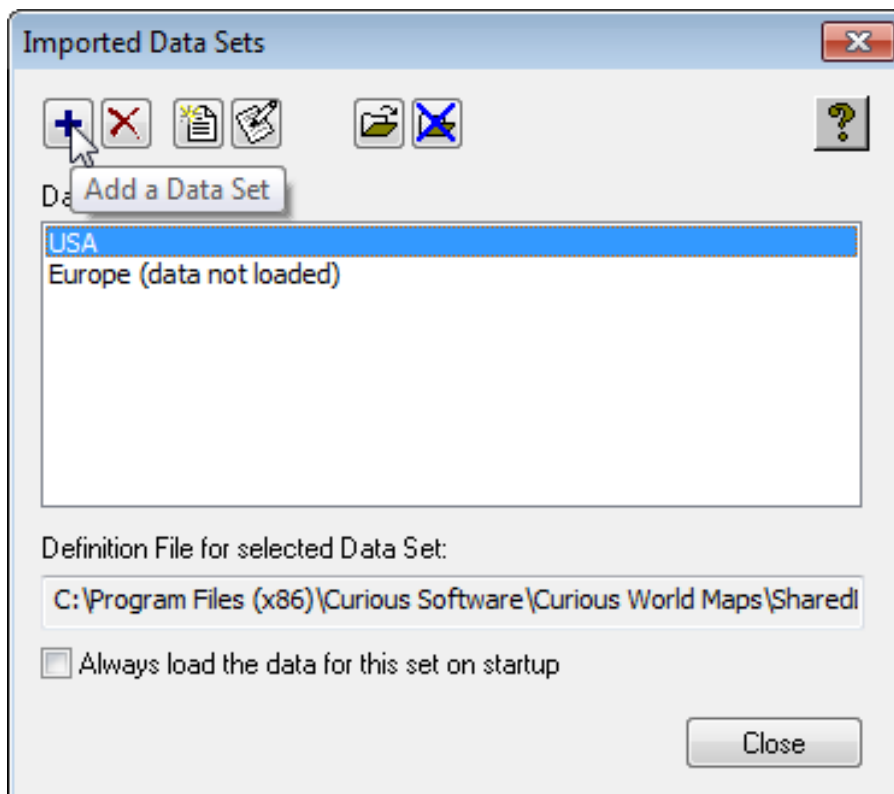 Imported Data Sets
Add a Data Set
USA
Europe (data not loaded)
Definition File for selected Data Set:
C:\Program Files (x86)\Curious Software\Curious World Maps\Shared
Always load the data for this set on startup
Close